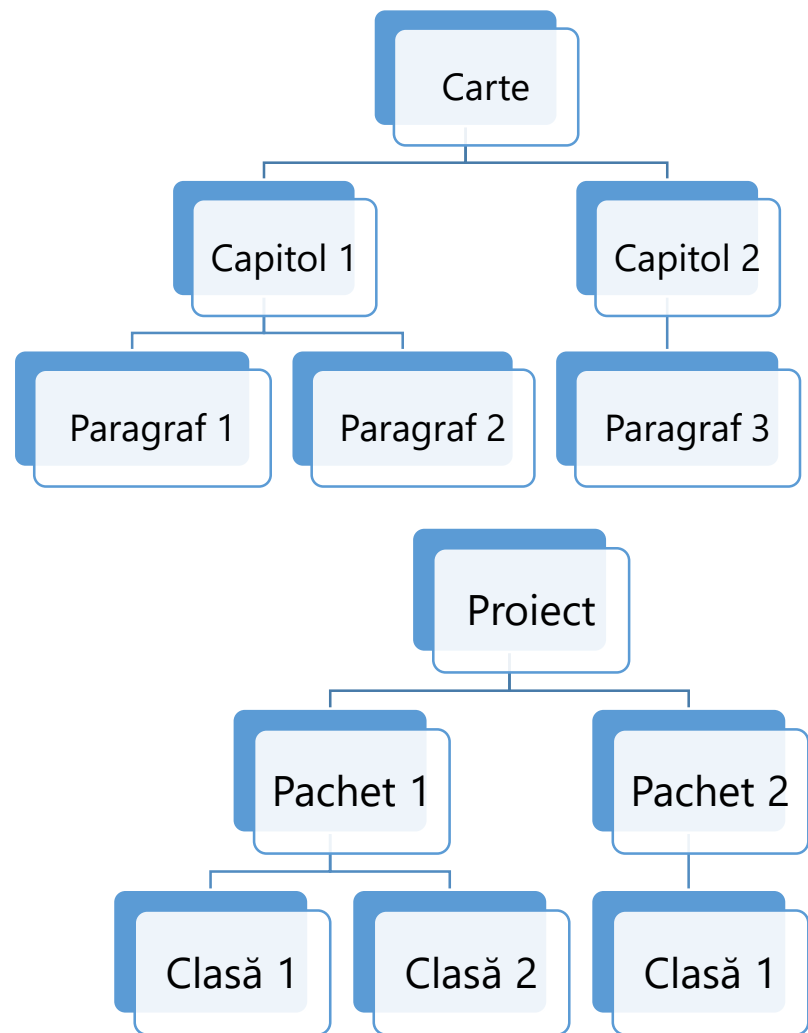 Carte
Capitol 1
Capitol 2
Paragraf 1
Paragraf 2
Paragraf 3
Proiect
Pachet 1
Pachet 2
Clasă 1
Clasă 2
Clasă 1